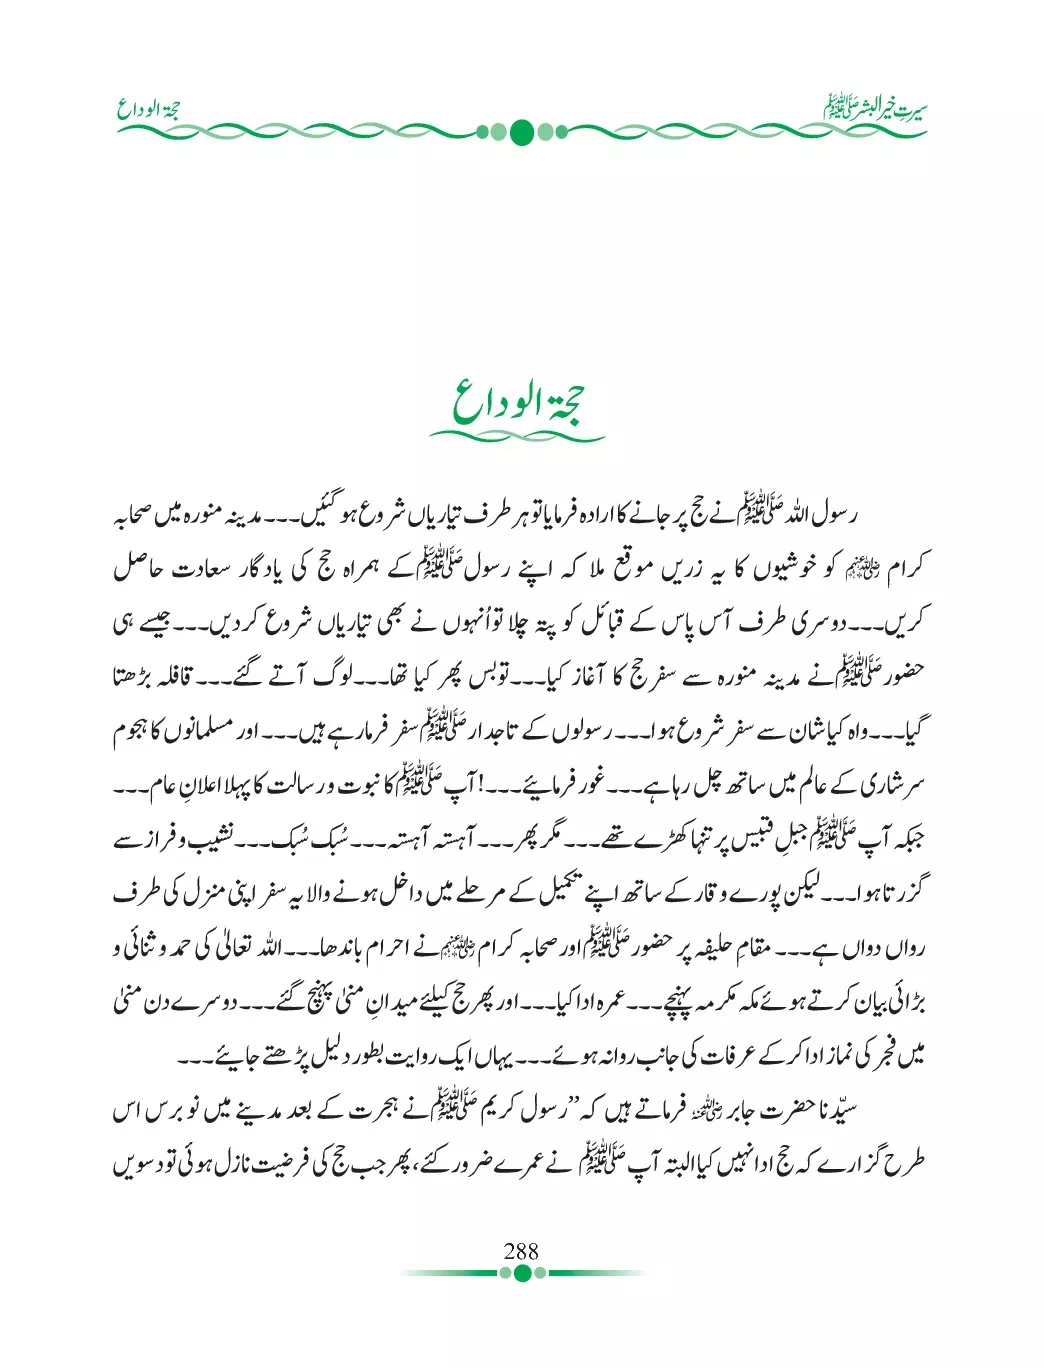 سیرتِ خیر البشر ﷺ
حجۃ الوداع
حجۃ الوداع
رسول اللہ ﷺ نے حج پر جانے کا ارادہ فرمایا تو ہر طرف تیاریاں شروع ہو گئیں۔۔۔ مدینہ منورہ میں صحابہ
کرام رضی اللہ عنہم کو خوشیوں کا یہ زریں موقع ملا کہ اپنے رسول ﷺ کے ہمراہ حج کی یادگار سعادت حاصل
کریں۔۔۔ دوسری طرف آس پاس کے قبائل کو پتہ چلا تو اُنہوں نے بھی تیاریاں شروع کر دیں۔۔۔ جیسے ہی
حضور ﷺ نے مدینہ منورہ سے سفر حج کا آغاز کیا۔۔۔ تو بس پھر کیا تھا۔۔۔ لوگ آتے گئے۔۔۔ قافلہ بڑھتا
گیا۔۔۔ واہ کیا شان سے سفر شروع ہوا۔۔۔ رسولوں کے تاجدار ﷺ سفر فرما رہے ہیں۔۔۔ اور مسلمانوں کا ہجوم
سرشاری کے عالم میں ساتھ چل رہا ہے۔۔۔ غور فرمایئے۔۔۔! آپ ﷺ کا نبوت و رسالت کا پہلا اعلانِ عام۔۔۔
جبکہ آپ ﷺ جبلِ قبیس پر تنہا کھڑے تھے۔۔۔ مگر پھر۔۔۔ آہستہ آہستہ۔۔۔ سُبک سُبک۔۔۔ نشیب و فراز سے
گزرتا ہوا۔۔۔ لیکن پورے وقار کے ساتھ اپنے تکمیل کے مرحلے میں داخل ہونے والا یہ سفر اپنی منزل کی طرف
رواں دواں ہے۔۔۔ مقامِ حلیفہ پر حضور ﷺ اور صحابہ کرام رضی اللہ عنہم نے احرام باندھا۔۔۔ اللہ تعالیٰ کی حمد و ثنائی و
بڑائی بیان کرتے ہوئے مکہ مکرمہ پہنچے۔۔۔ عمرہ ادا کیا۔۔۔ اور پھر حج کیلئے میدانِ منیٰ پہنچ گئے۔۔۔ دوسرے دن منیٰ
میں فجر کی نماز ادا کر کے عرفات کی جانب روانہ ہوئے۔۔۔ یہاں ایک روایت بطور دلیل پڑھتے جایئے۔۔۔
سیّدنا حضرت جابر رضی اللہ عنہ فرماتے ہیں کہ ’’رسول کریم ﷺ نے ہجرت کے بعد مدینے میں نو برس اس
طرح گزارے کہ حج ادا نہیں کیا البتہ آپ ﷺ نے عمرے ضرور کئے، پھر جب حج کی فرضیت نازل ہوئی تو دسویں
288